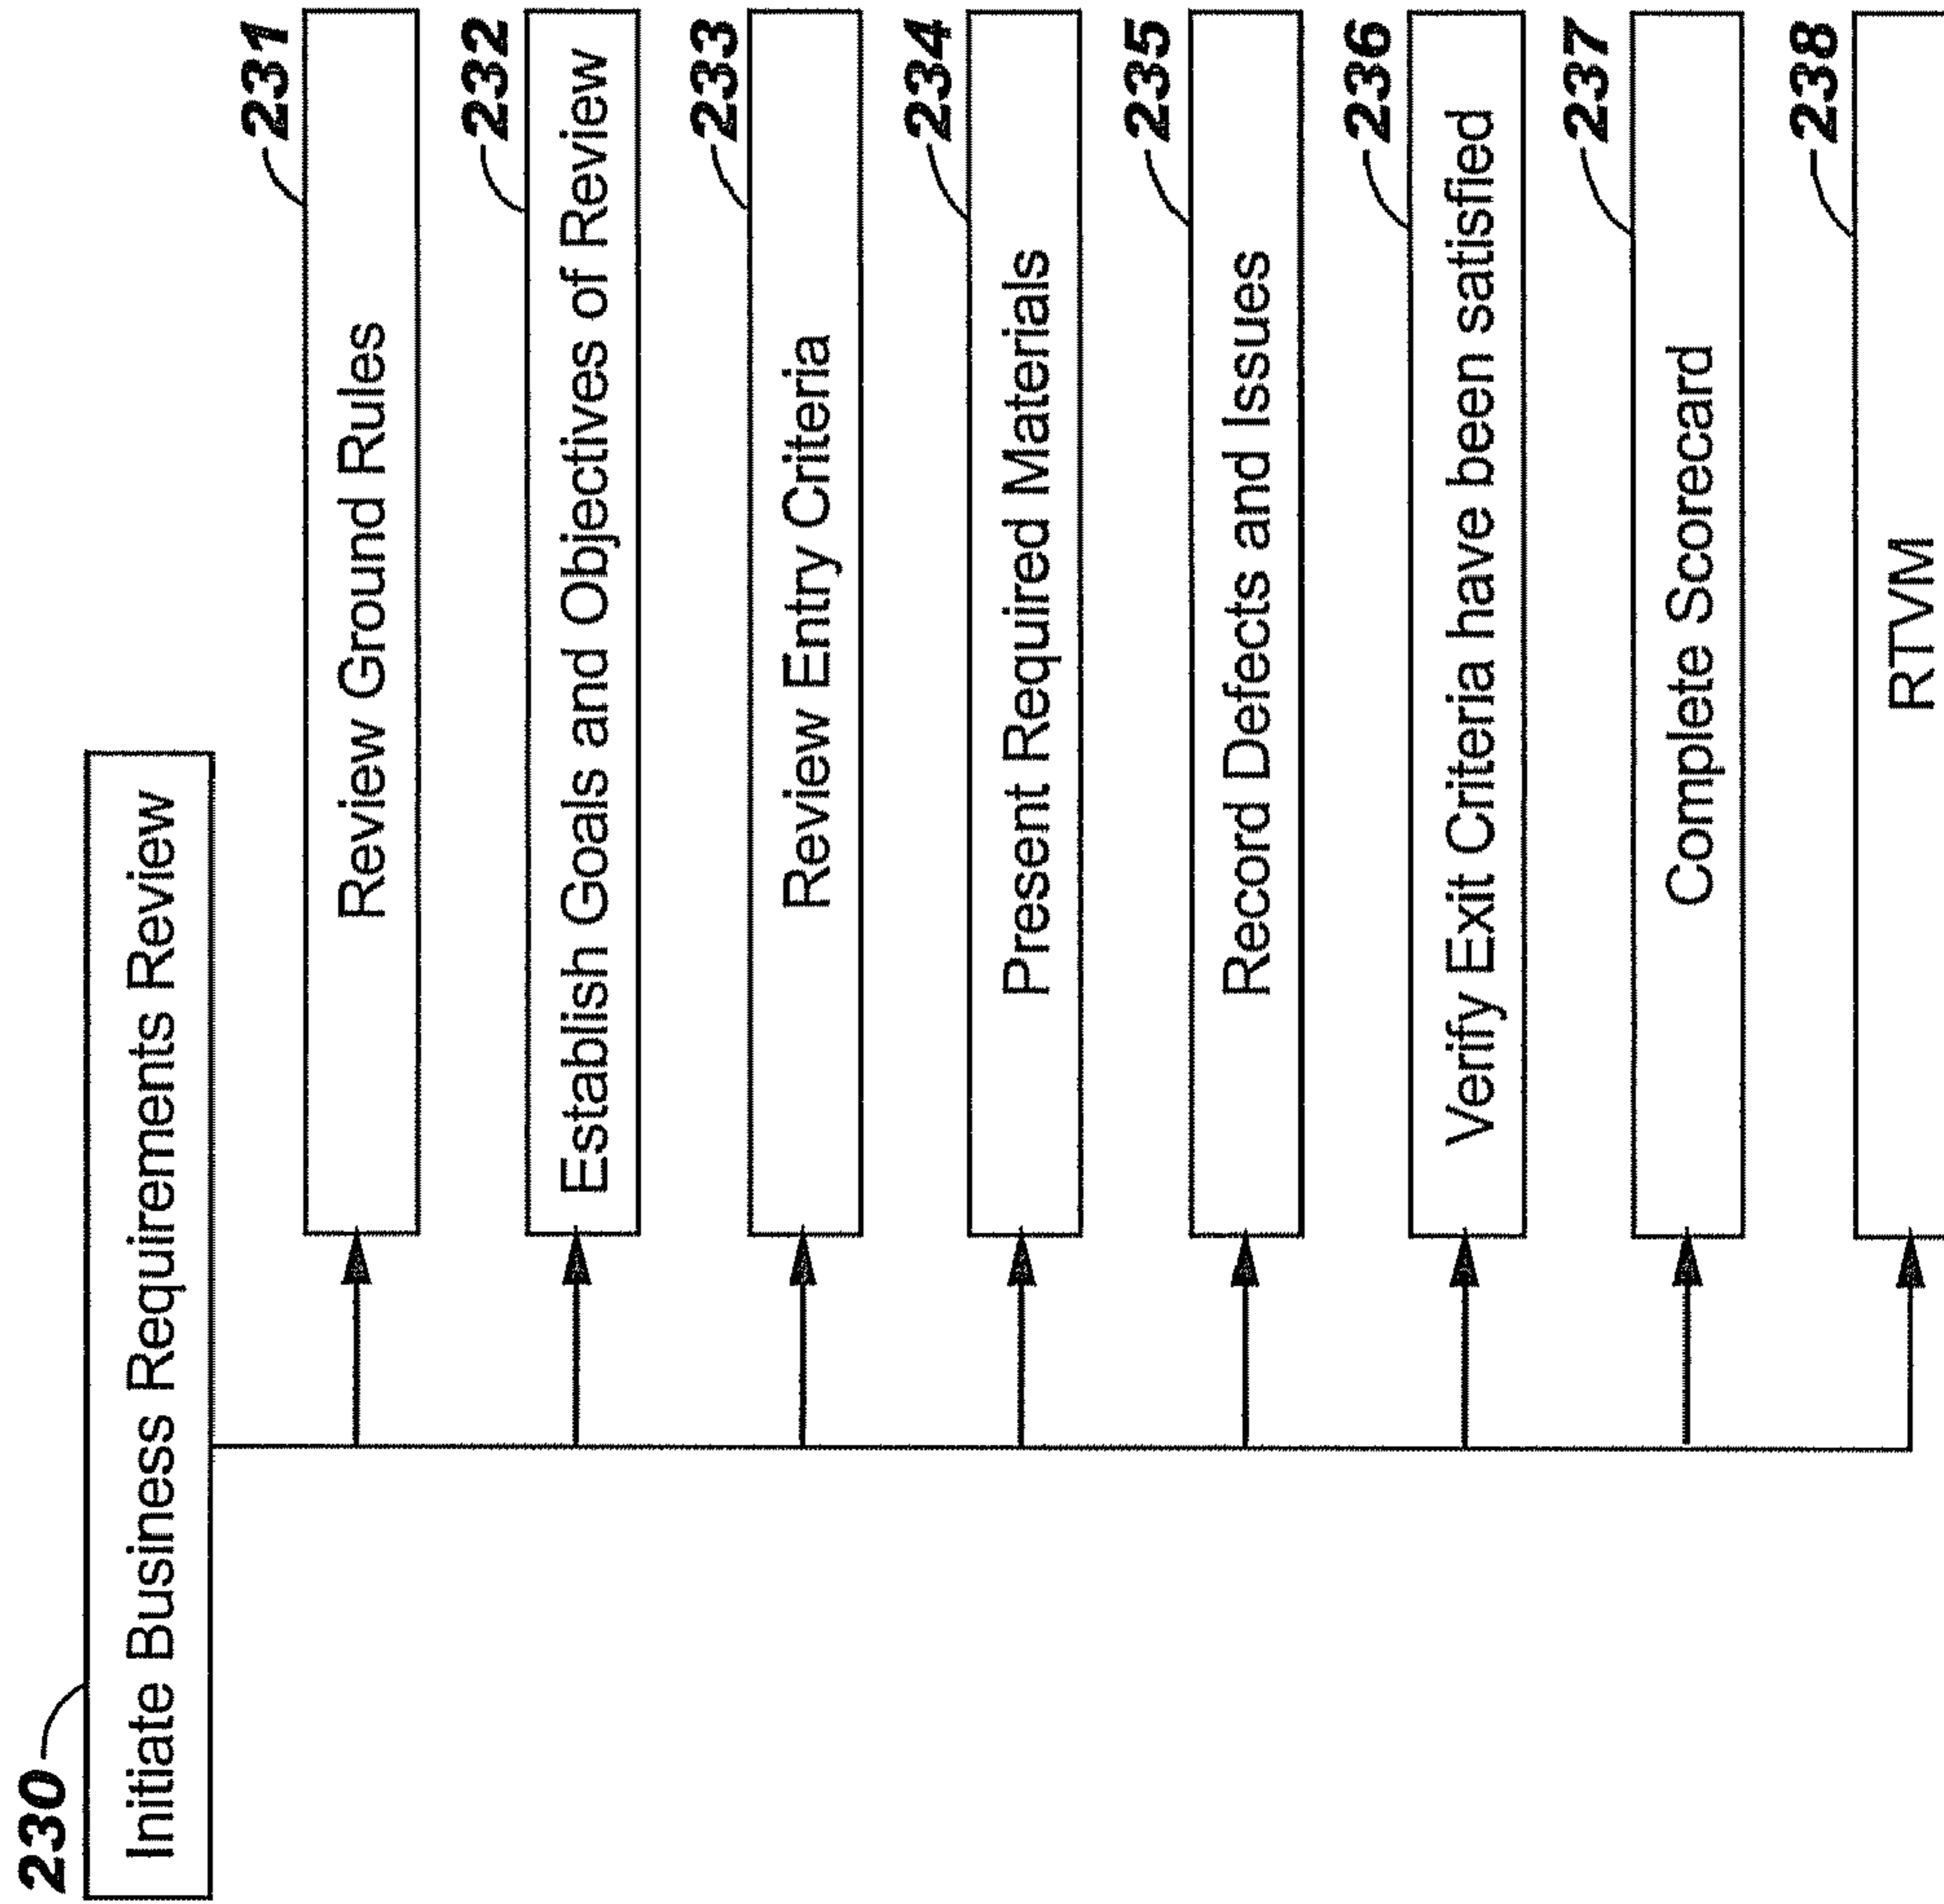 230
Initiate Business Requirements Review
231
Review Ground Rules
232
Establish Goals and Objectives of Review
233
Review Entry Criteria
234
Present Required Materials
235
Record Defects and Issues
236
Verify Exit Criteria have been satisfied
237
Complete Scorecard
238
RTVM